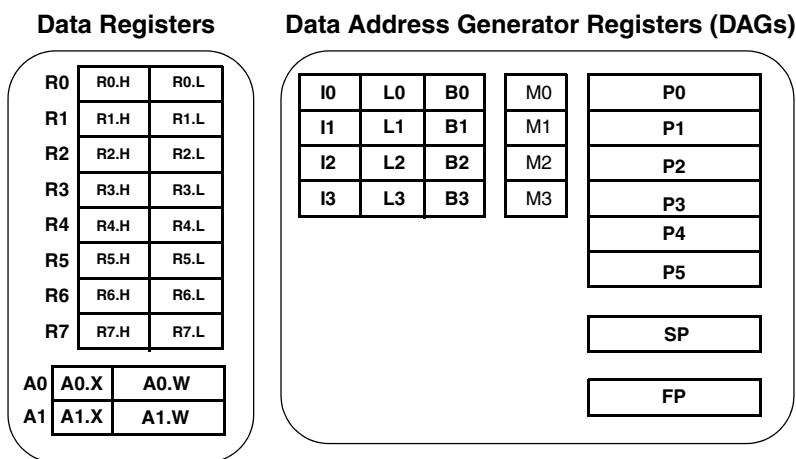 Data Registers
R0 R0.H R0.L
R1 R1.H R1.L
R2 R2.H R2.L
R3 R3.H R3.L
R4 R4.H R4.L
R5 R5.H R5.L
R6 R6.H R6.L
R7 R7.H R7.L
A0 A0.X A0.W
A1 A1.X A1.W
Data Address Generator Registers (DAGs)
I0 L0 B0 M0 P0
I1 L1 B1 M1 P1
I2 L2 B2 M2 P2
I3 L3 B3 M3 P3
P4
P5
SP
FP